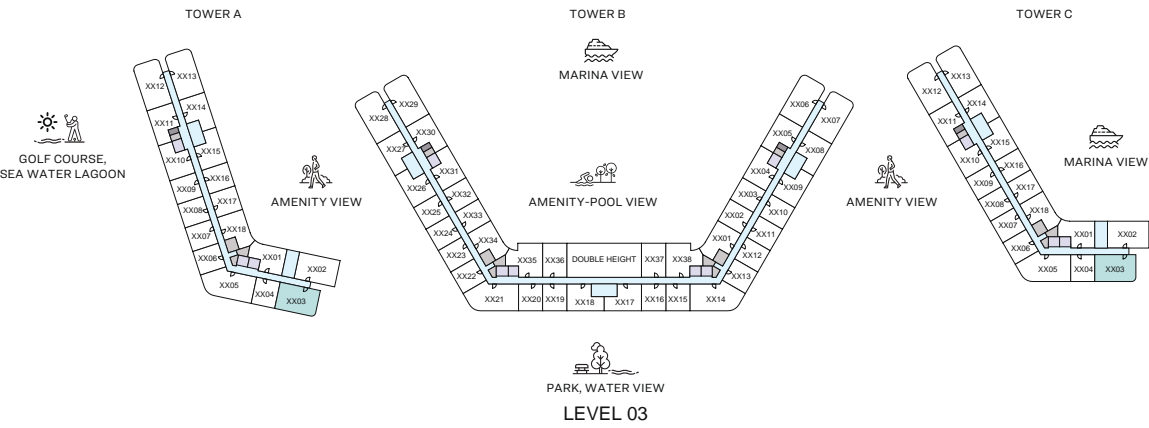 TOWER A
TOWER B
TOWER C
MARINA VIEW
GOLF COURSE,
SEA WATER LAGOON
AMENITY VIEW
AMENITY-POOL VIEW
AMENITY VIEW
MARINA VIEW
XX12
XX13
XX11
XX14
XX10
XX15
XX09
XX16
XX08
XX17
XX07
XX18
XX06
XX01
XX02
XX05
XX04
XX03
XX28
XX29
XX27
XX30
XX26
XX31
XX25
XX32
XX24
XX33
XX23
XX34
XX22
XX35
XX36
DOUBLE HEIGHT
XX37
XX38
XX21
XX20
XX19
XX18
XX17
XX16
XX15
XX14
XX06
XX07
XX05
XX08
XX04
XX09
XX03
XX10
XX02
XX11
XX01
XX12
XX13
XX12
XX13
XX11
XX14
XX10
XX15
XX09
XX16
XX08
XX17
XX07
XX18
XX06
XX01
XX02
XX05
XX04
XX03
PARK, WATER VIEW
LEVEL 03